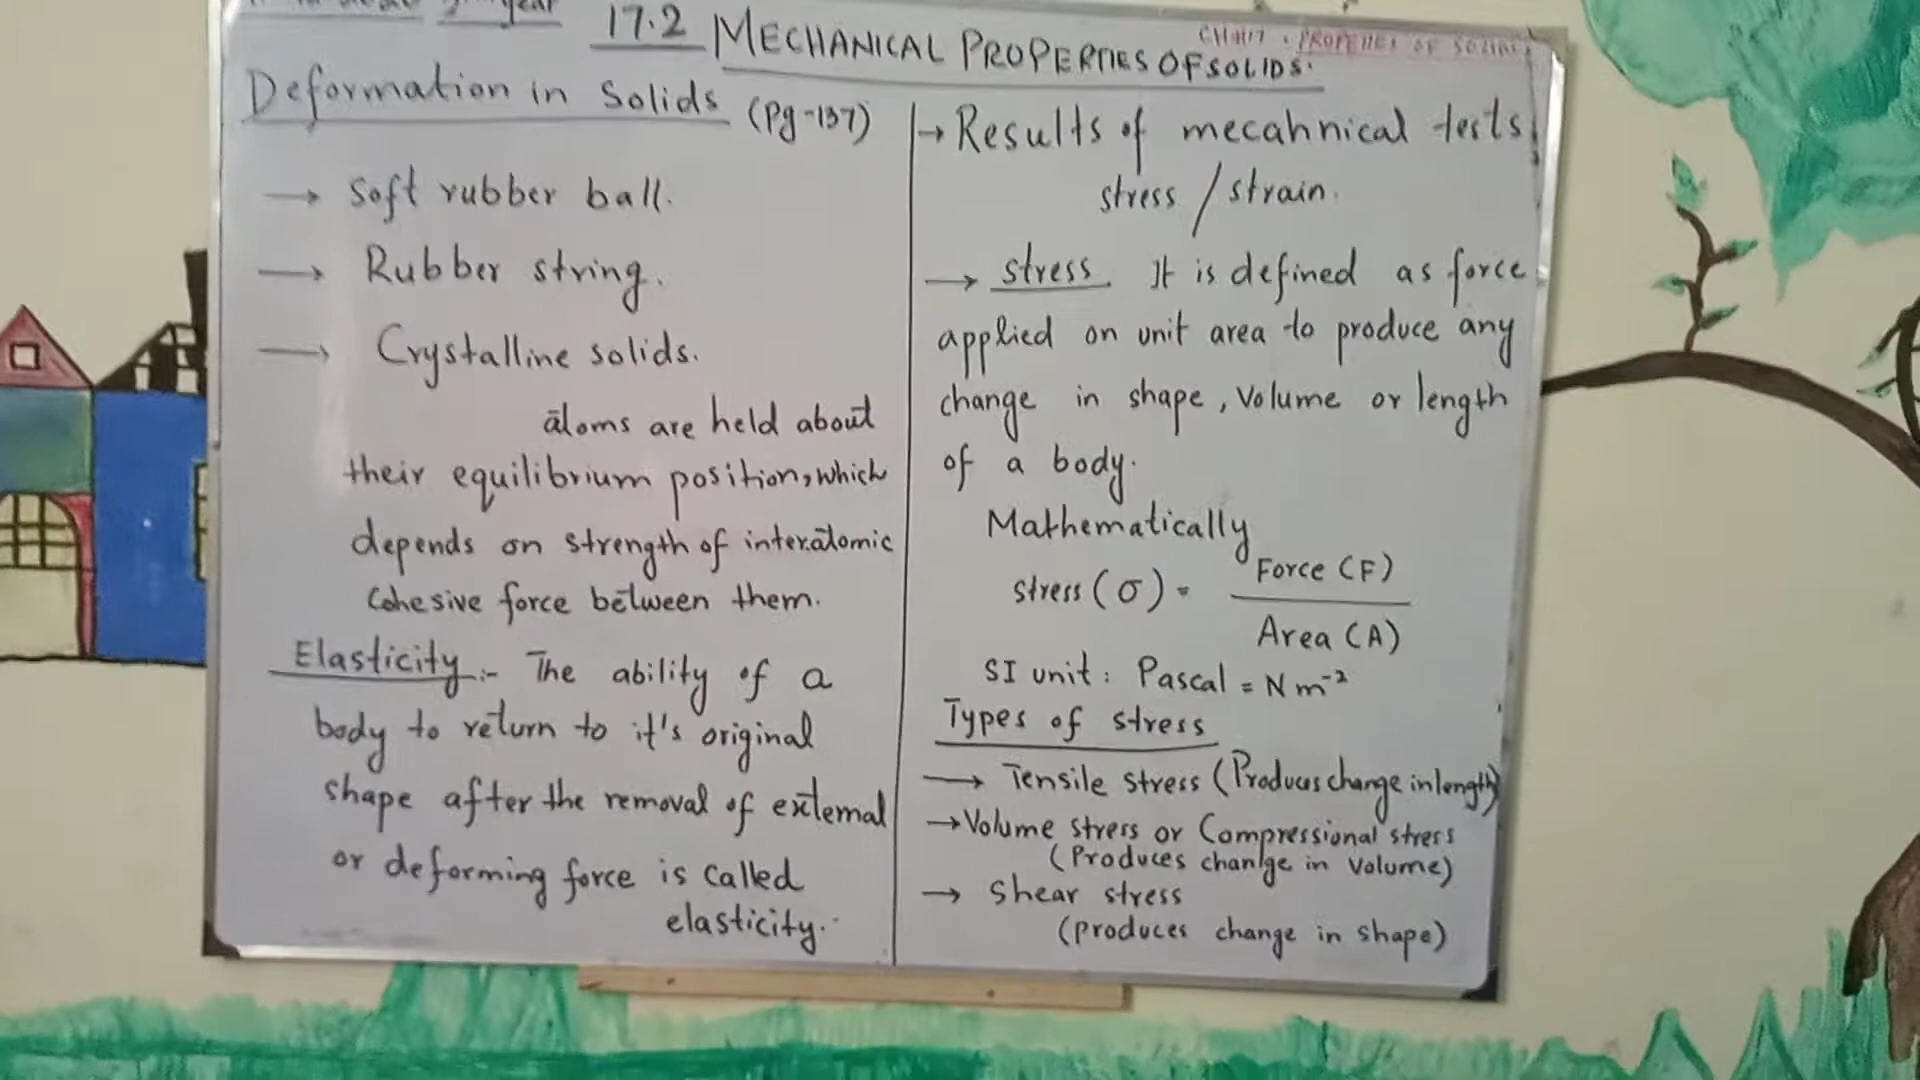 year
17.2 MECHANICAL PROPERTIES OF SOLIDS.
PROPERTIES OF SOLIDS
Deformation in Solids (Pg-137)
→ Soft rubber ball.
→ Rubber string.
→ Crystalline solids.
atoms are held about
their equilibrium position, which
depends on strength of interatomic
Cohesive force between them.
Elasticity :- The ability of a
body to return to it's original
shape after the removal of external
or deforming force is called
elasticity.
→ Results of mecahnical tests
stress / strain.
→ stress. It is defined as force
applied on unit area to produce any
change in shape, Volume or length
of a body.
Mathematically
stress (σ) = Force (F)
Area (A)
SI unit : Pascal = N m⁻²
Types of stress
→ Tensile stress (Produces change in length)
→ Volume stress or Compressional stress
(Produces change in volume)
→ Shear stress
(produces change in shape)